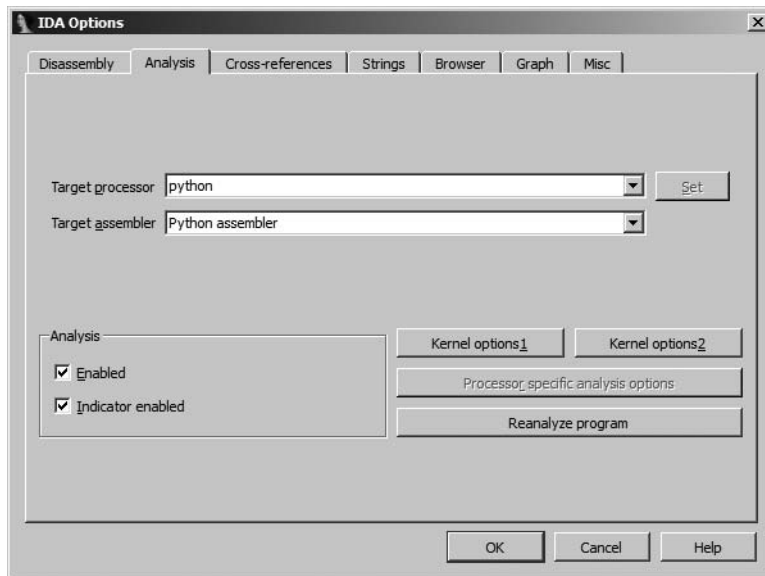 IDA Options
Disassembly Analysis Cross-references Strings Browser Graph Misc
Target processor python Set
Target assembler Python assembler
Analysis
Kernel options1 Kernel options2
Enabled
Processor specific analysis options
Indicator enabled
Reanalyze program
OK Cancel Help